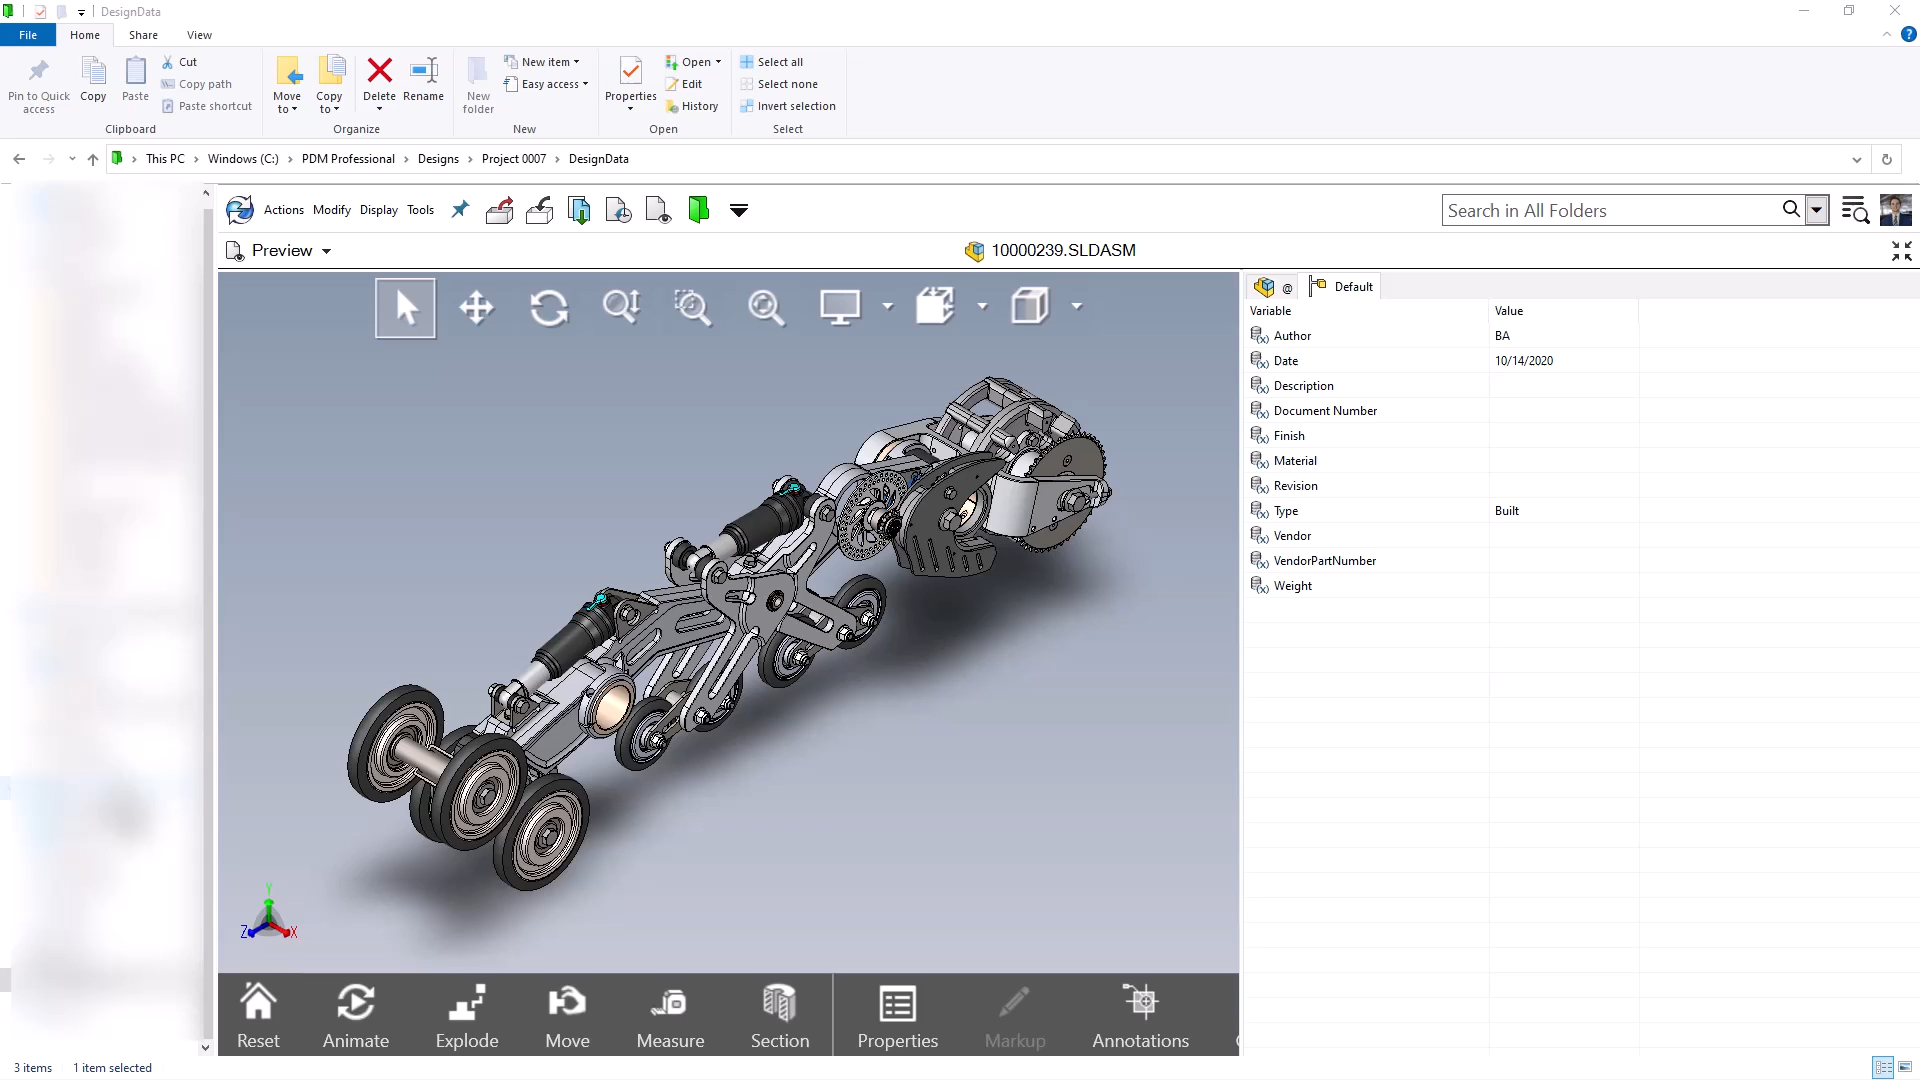 DesignData
File Home Share View
Pin to Quick access
Copy
Paste
Cut
Copy path
Paste shortcut
Clipboard
Move to
Copy to
Delete
Rename
Organize
New folder
New item
Easy access
New
Properties
Open
Edit
History
Open
Select all
Select none
Invert selection
Select
This PC > Windows (C:) > PDM Professional > Designs > Project 0007 > DesignData
Actions Modify Display Tools
Search in All Folders
Preview
10000239.SLDASM
@ Default
Variable Value
Author BA
Date 10/14/2020
Description
Document Number
Finish
Material
Revision
Type Built
Vendor
VendorPartNumber
Weight
Y
Z X
Reset Animate Explode Move Measure Section Properties Markup Annotations
3 items 1 item selected